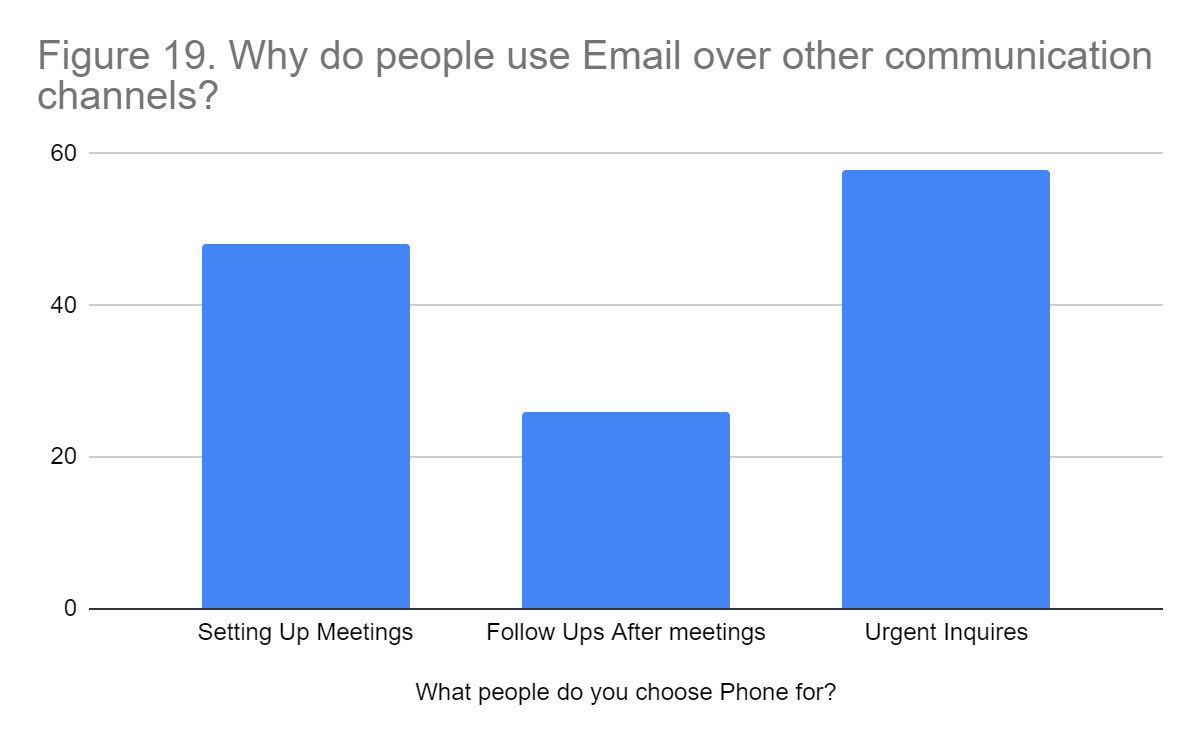 Figure 19. Why do people use Email over other communication
channels?
60
40
20
0
Setting Up Meetings
Follow Ups After meetings
Urgent Inquires
What people do you choose Phone for?